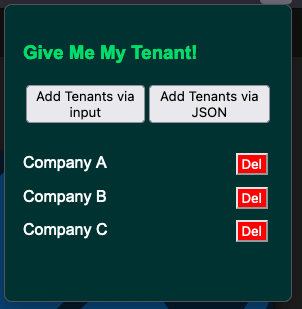 Give Me My Tenant!
Add Tenants via input
Add Tenants via JSON
Company A Del
Company B Del
Company C Del